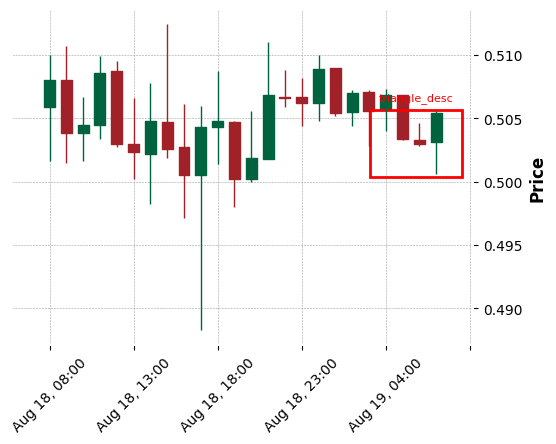 0.510
triangle_desc
0.505
0.500
0.495
0.490
Price
Aug 18, 08:00
Aug 18, 13:00
Aug 18, 18:00
Aug 18, 23:00
Aug 19, 04:00